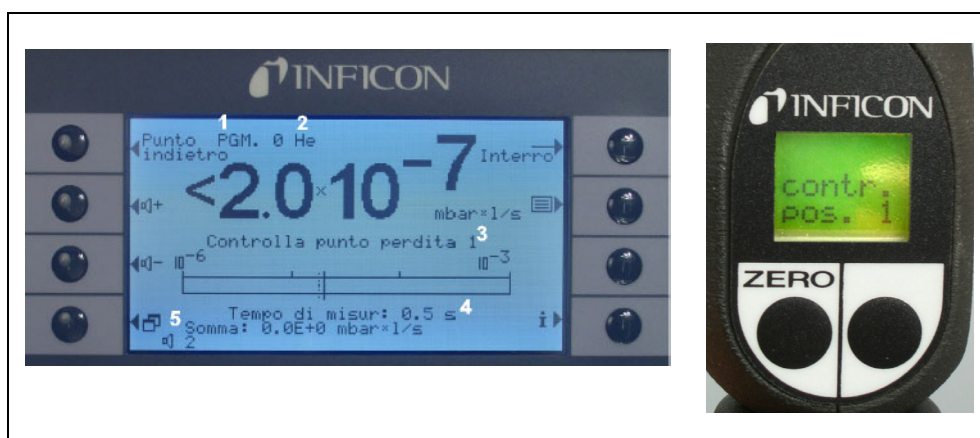 INFICON
1 2
Punto PGM. 0 He
indietro
Interro
<2.0×10⁻⁷
+
mbar*l/s
Controlla punto perdita 1 3
- 10⁻⁶ 10⁻³
4
Tempo di misur: 0.5 s
5 Somma: 0.0E+0 mbar*l/s
i
2
INFICON
contr.
pos. 1
ZERO